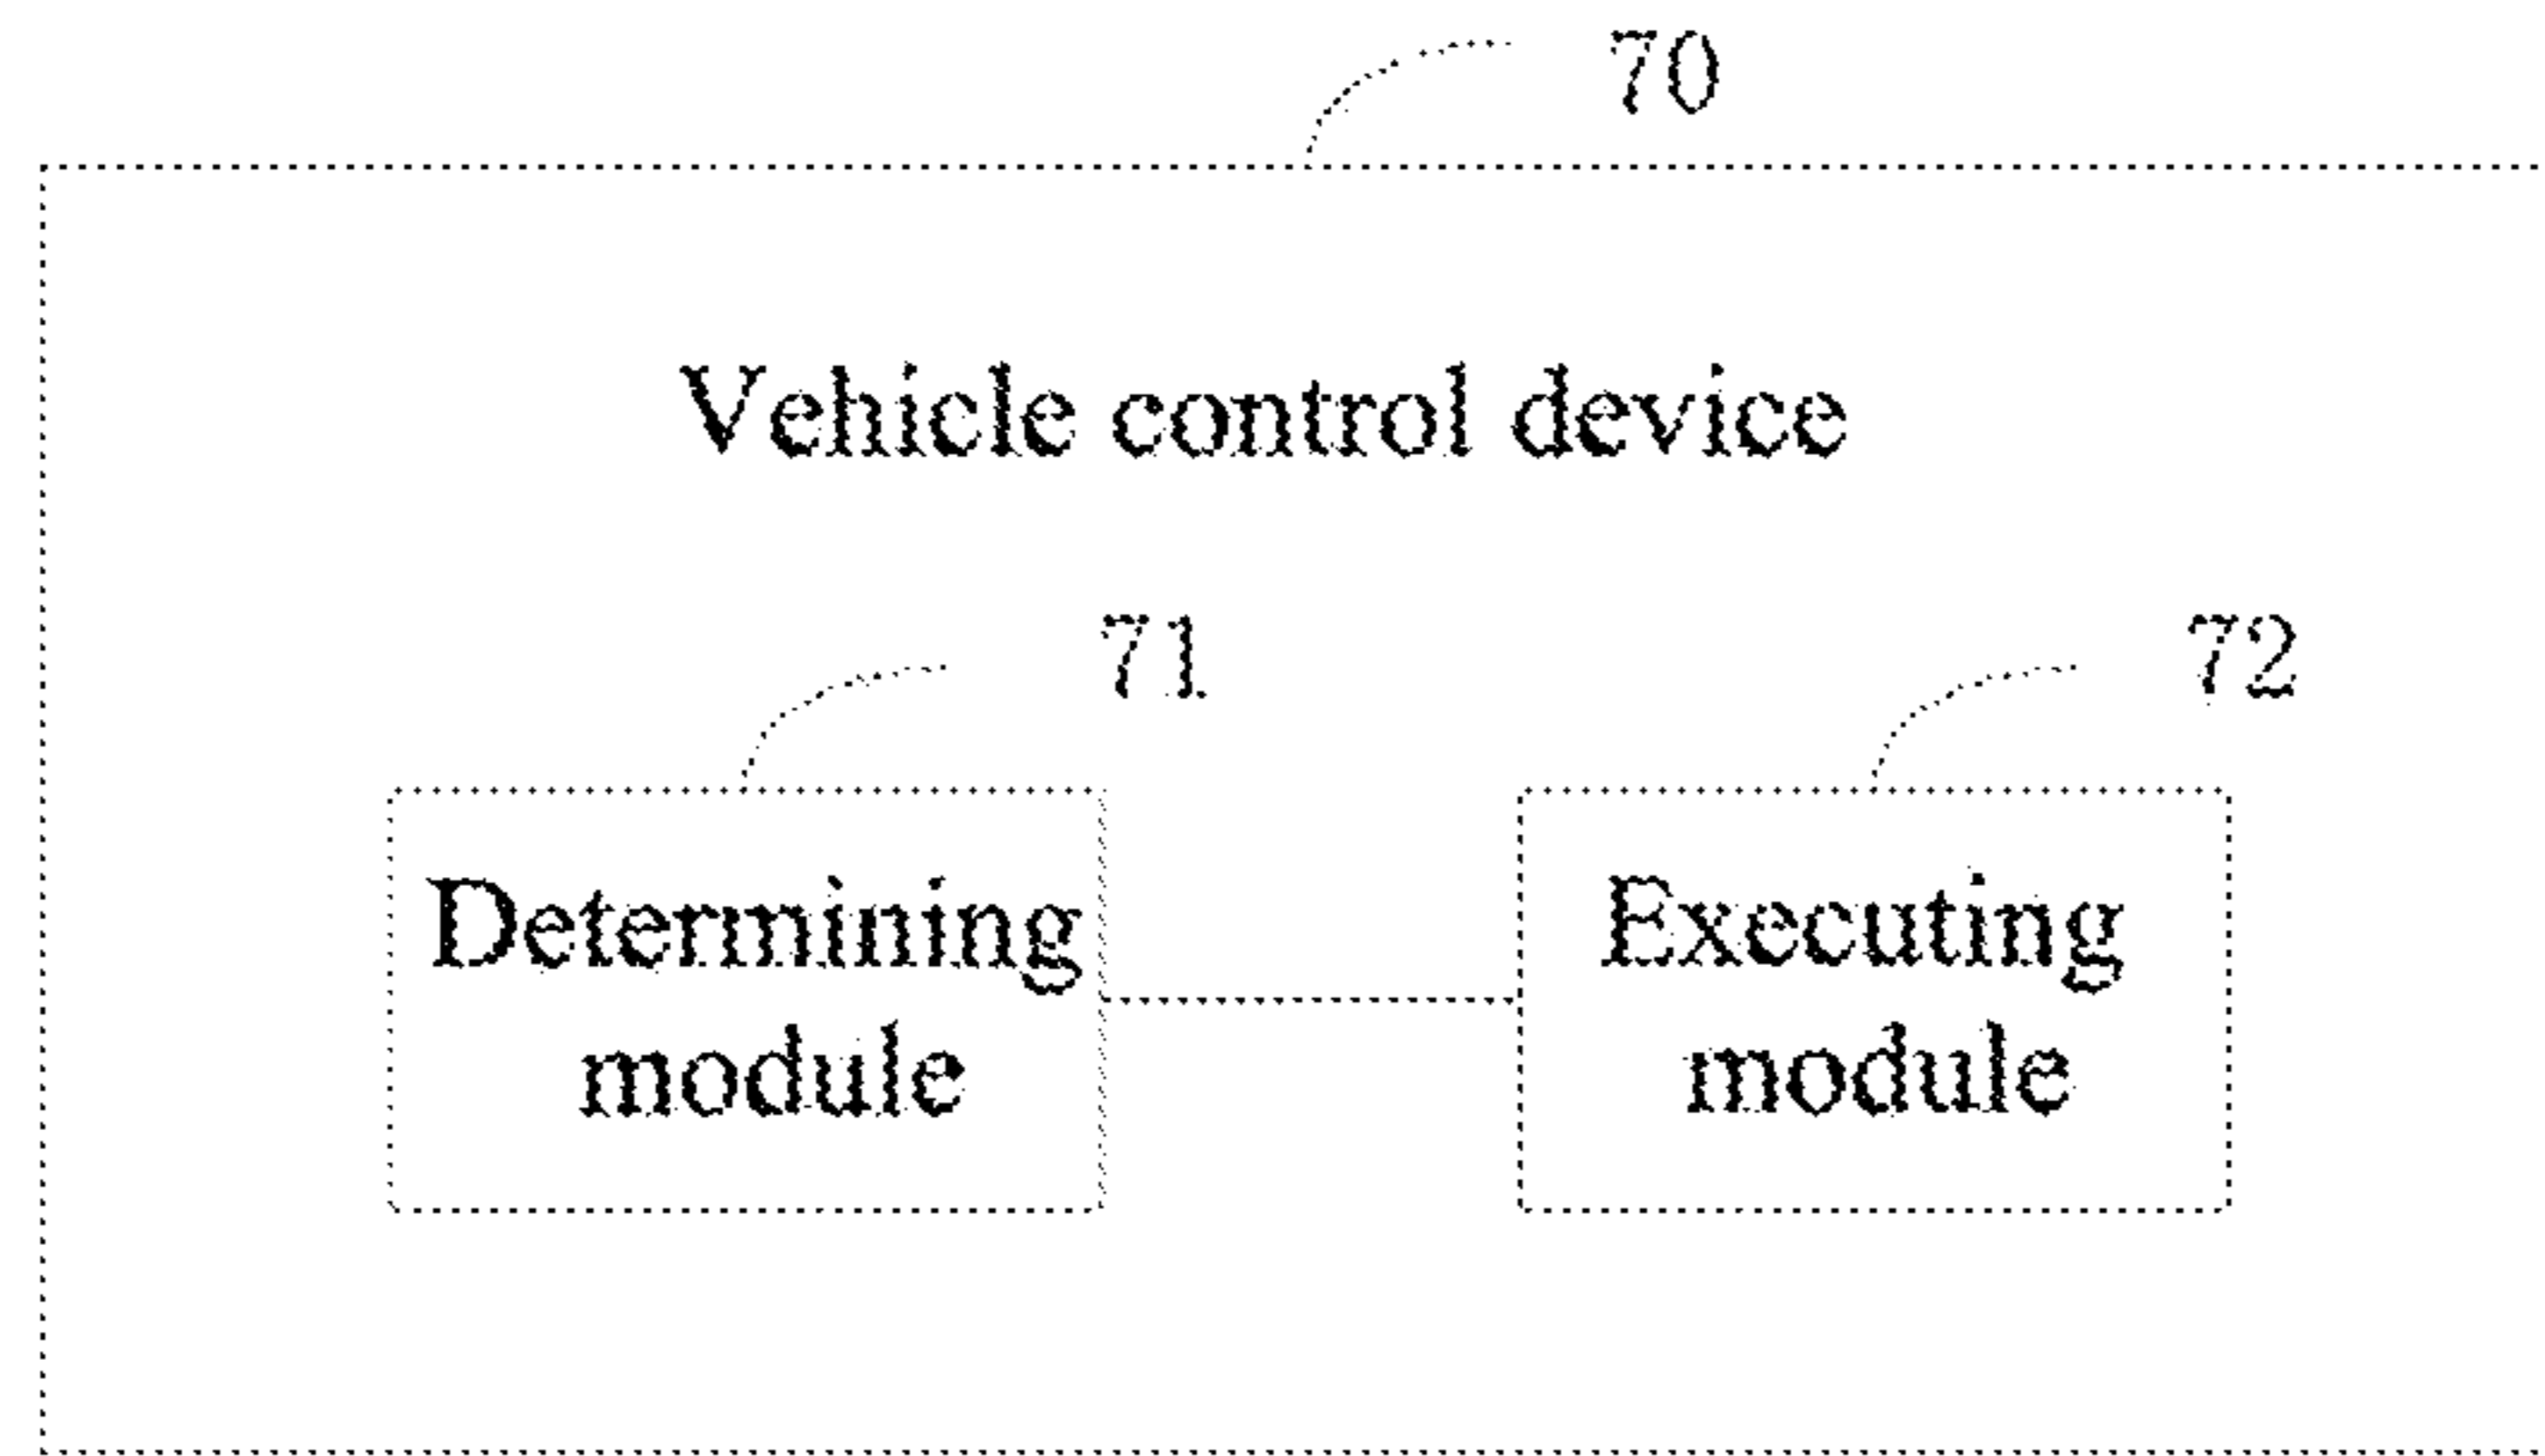 70
Vehicle control device
71
72
Determining
module
Executing
module